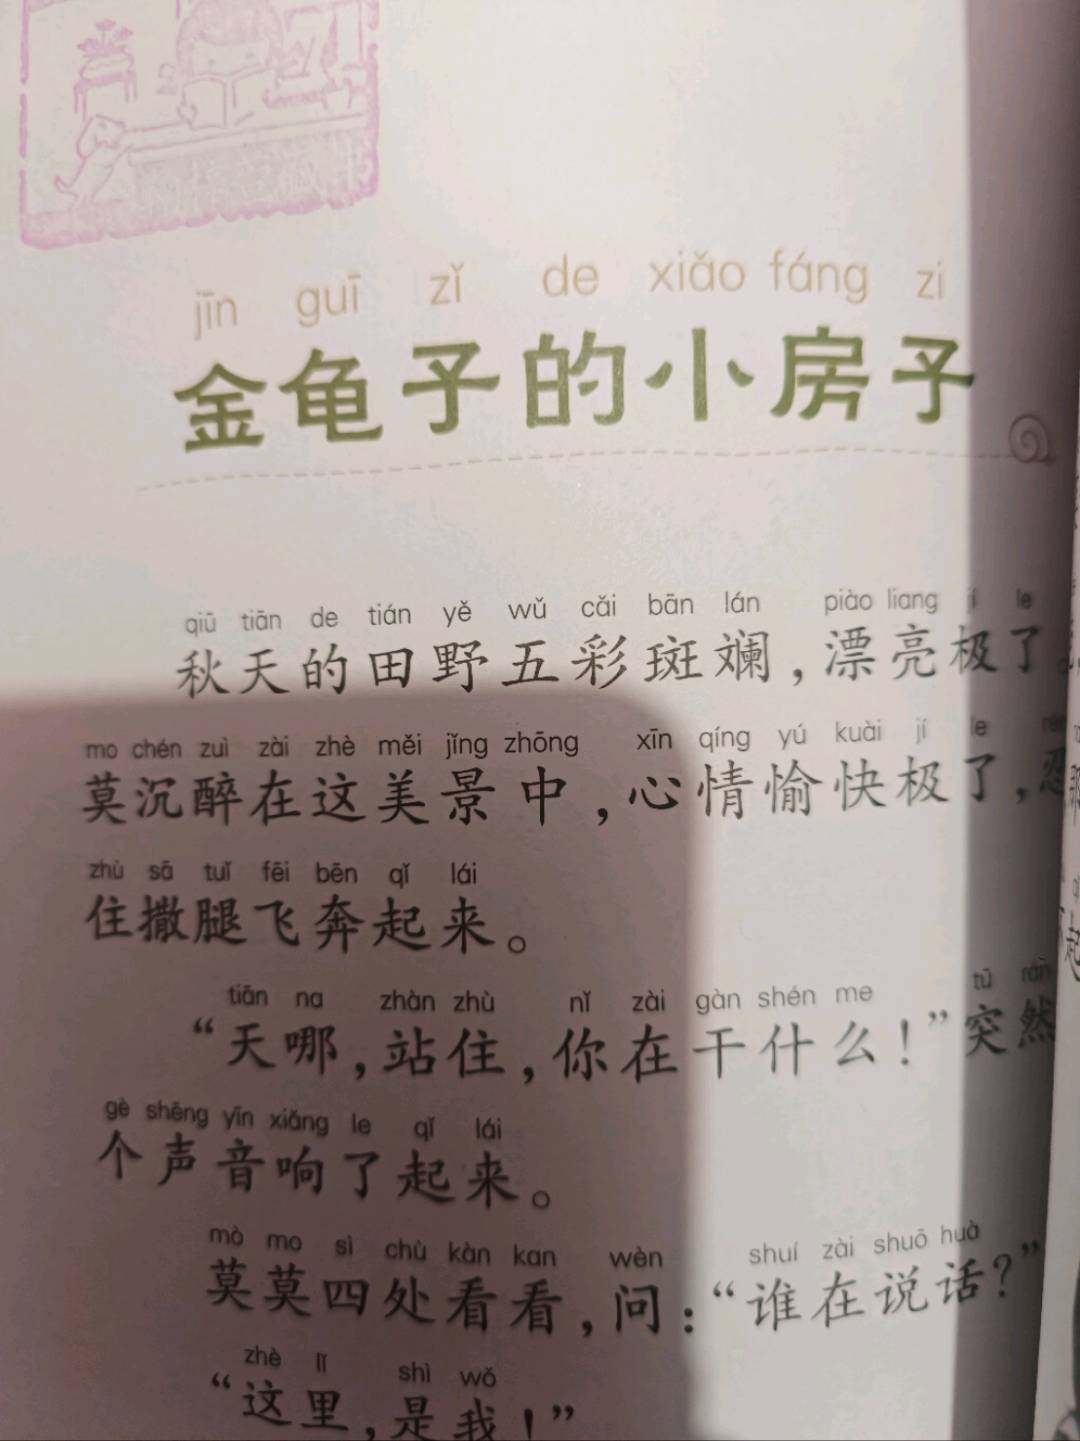 jīn guī zǐ de xiǎo fáng zi
金龟子的小房子
qiū tiān de tián yě wǔ cǎi bān lán piào liang jí le
秋天的田野五彩斑斓，漂亮极了
mo chén zuì zài zhè měi jǐng zhōng xīn qíng yú kuài jí le
莫沉醉在这美景中，心情愉快极了，忍
zhù sā tuǐ fēi bēn qǐ lái
住撒腿飞奔起来。
tiān na zhàn zhù nǐ zài gàn shén me tū rán
“天哪，站住，你在干什么！”突然
gè shēng yīn xiǎng le qǐ lái
个声音响了起来。
mò mo sì chù kàn kan wèn shuí zài shuō huà
莫莫四处看看，问：“谁在说话？”
zhè lǐ shì wǒ
“这里，是我！”